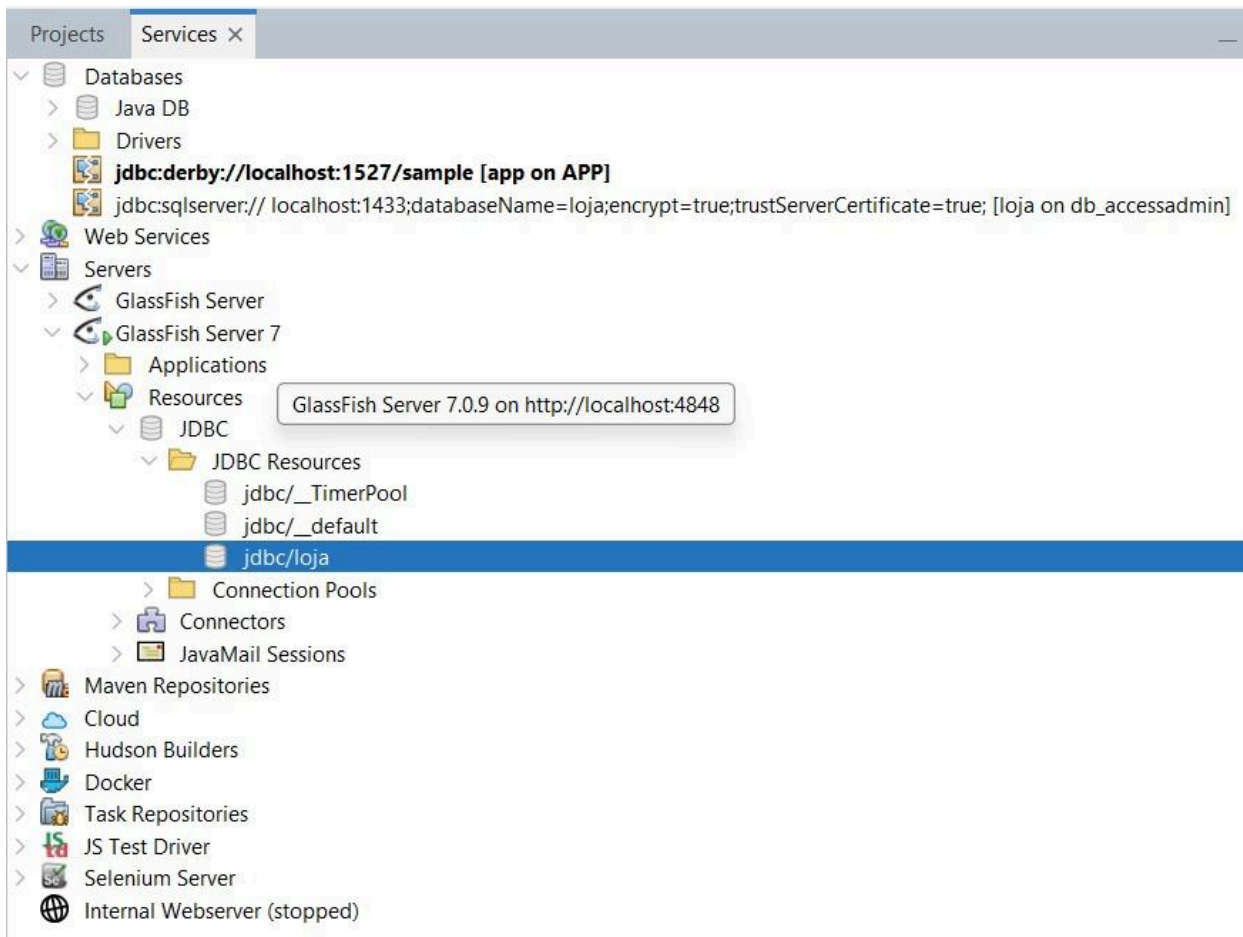 Projects Services
Databases
Java DB
Drivers
jdbc:derby://localhost:1527/sample [app on APP]
jdbc:sqlserver:// localhost:1433;databaseName=loja;encrypt=true;trustServerCertificate=true; [loja on db_accessadmin]
Web Services
Servers
GlassFish Server
GlassFish Server 7
Applications
Resources
GlassFish Server 7.0.9 on http://localhost:4848
JDBC
JDBC Resources
jdbc/__TimerPool
jdbc/__default
jdbc/loja
Connection Pools
Connectors
JavaMail Sessions
Maven Repositories
Cloud
Hudson Builders
Docker
Task Repositories
JS Test Driver
Selenium Server
Internal Webserver (stopped)